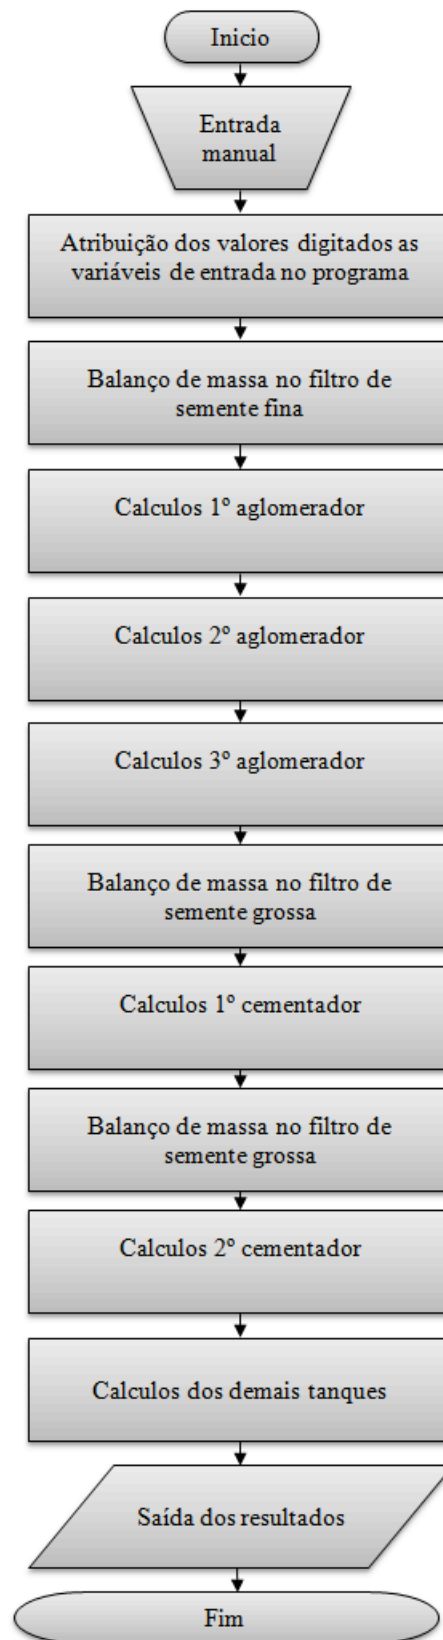 Inicio
Entrada
manual
Atribuição dos valores digitados as
variáveis de entrada no programa
Balanço de massa no filtro de
semente fina
Calculos 1º aglomerador
Calculos 2º aglomerador
Calculos 3º aglomerador
Balanço de massa no filtro de
semente grossa
Calculos 1º cementador
Balanço de massa no filtro de
semente grossa
Calculos 2º cementador
Calculos dos demais tanques
Saída dos resultados
Fim